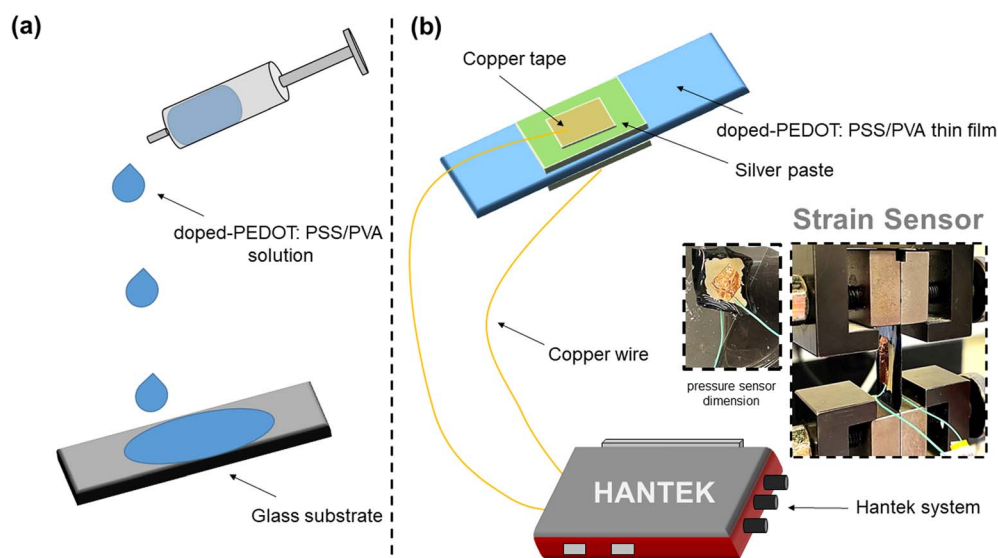 (a)
doped-PEDOT: PSS/PVA
solution
Glass substrate
(b)
Copper tape
doped-PEDOT: PSS/PVA thin film
Silver paste
Strain Sensor
Copper wire
pressure sensor
dimension
HANTEK
Hantek system